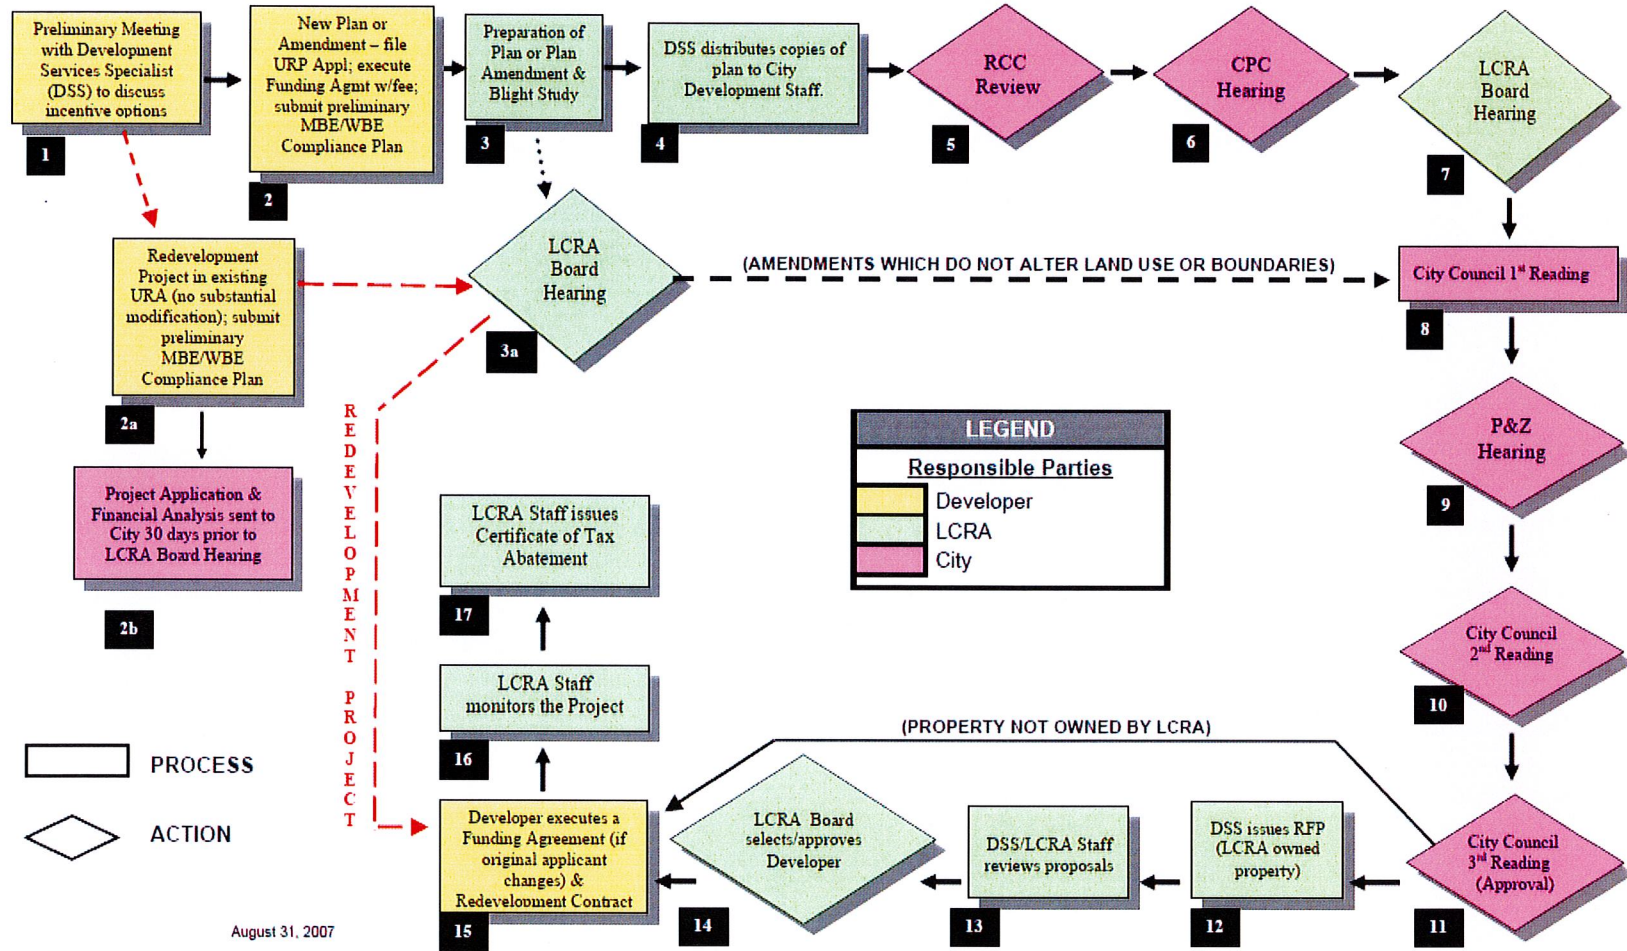 Preliminary Meeting
with Development
Services Specialist
(DSS) to discuss
incentive options
1
New Plan or
Amendment – file
URP Appl; execute
Funding Agmt w/fee;
submit preliminary
MBE/WBE
Compliance Plan
2
Preparation of
Plan or Plan
Amendment &
Blight Study
3
DSS distributes copies of
plan to City
Development Staff.
4
RCC
Review
5
CPC
Hearing
6
LCRA
Board
Hearing
7
Redevelopment
Project in existing
URA (no substantial
modification); submit
preliminary
MBE/WBE
Compliance Plan
2a
LCRA
Board
Hearing
3a
(AMENDMENTS WHICH DO NOT ALTER LAND USE OR BOUNDARIES)
City Council 1st Reading
8
Project Application &
Financial Analysis sent to
City 30 days prior to
LCRA Board Hearing
2b
REDEVELOPMENT PROJECT
LEGEND
Responsible Parties
Developer
LCRA
City
P&Z
Hearing
9
LCRA Staff issues
Certificate of Tax
Abatement
17
City Council
2nd Reading
10
LCRA Staff
monitors the Project
16
(PROPERTY NOT OWNED BY LCRA)
PROCESS
ACTION
Developer executes a
Funding Agreement (if
original applicant
changes) &
Redevelopment Contract
15
LCRA Board
selects/approves
Developer
14
DSS/LCRA Staff
reviews proposals
13
DSS issues RFP
(LCRA owned
property)
12
City Council
3rd Reading
(Approval)
11
August 31, 2007